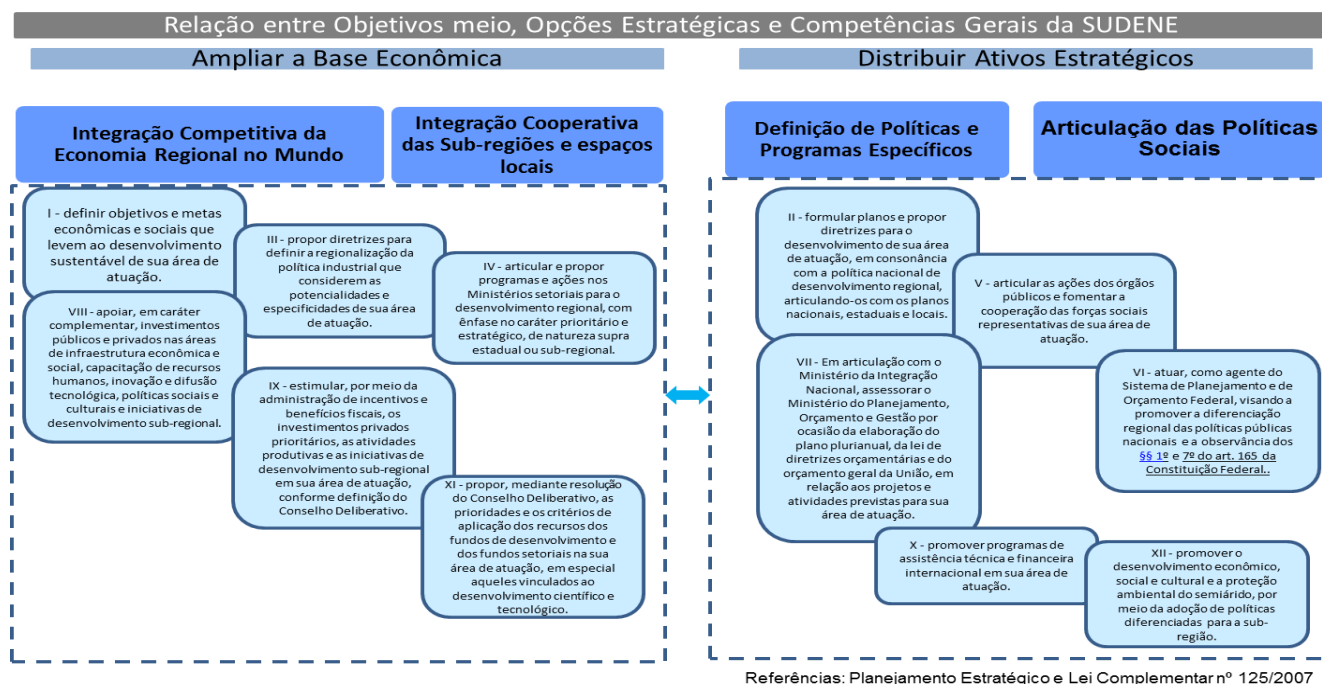 Relação entre Objetivos meio, Opções Estratégicas e Competências Gerais da SUDENE
Ampliar a Base Econômica
Distribuir Ativos Estratégicos
Integração Competitiva da
Economia Regional no Mundo
Integração Cooperativa
das Sub-regiões e espaços
locais
Definição de Políticas e
Programas Específicos
Articulação das Políticas
Sociais
I - definir objetivos e metas
econômicas e sociais que
levem ao desenvolvimento
sustentável de sua área de
atuação.
III - propor diretrizes para
definir a regionalização da
política industrial que
considerem as
potencialidades e
especificidades de sua área
de atuação.
IV - articular e propor
programas e ações nos
Ministérios setoriais para o
desenvolvimento regional, com
ênfase no caráter prioritário e
estratégico, de natureza supra
estadual ou sub-regional.
VIII - apoiar, em caráter
complementar, investimentos
públicos e privados nas áreas
de infraestrutura econômica e
social, capacitação de recursos
humanos, inovação e difusão
tecnológica, políticas sociais e
culturais e iniciativas de
desenvolvimento sub-regional.
IX - estimular, por meio da
administração de incentivos e
benefícios fiscais, os
investimentos privados
prioritários, as atividades
produtivas e as iniciativas de
desenvolvimento sub-regional
em sua área de atuação,
conforme definição do
Conselho Deliberativo.
XI - propor, mediante resolução
do Conselho Deliberativo, as
prioridades e os critérios de
aplicação dos recursos dos
fundos de desenvolvimento e
dos fundos setoriais na sua
área de atuação, em especial
aqueles vinculados ao
desenvolvimento científico e
tecnológico.
II - formular planos e propor
diretrizes para o
desenvolvimento de sua área
de atuação, em consonância
com a política nacional de
desenvolvimento regional,
articulando-os com os planos
nacionais, estaduais e locais.
V - articular as ações dos órgãos
públicos e fomentar a
cooperação das forças sociais
representativas de sua área de
atuação.
VII - Em articulação com o
Ministério da Integração
Nacional, assessorar o
Ministério do Planejamento,
Orçamento e Gestão por
ocasião da elaboração do
plano plurianual, da lei de
diretrizes orçamentárias e do
orçamento geral da União, em
relação aos projetos e
atividades previstas para sua
área de atuação.
VI - atuar, como agente do
Sistema de Planejamento e de
Orçamento Federal, visando a
promover a diferenciação
regional das políticas públicas
nacionais e a observância dos
§§ 1º e 7º do art. 165 da
Constituição Federal..
X - promover programas de
assistência técnica e financeira
internacional em sua área de
atuação.
XII - promover o
desenvolvimento econômico,
social e cultural e a proteção
ambiental do semiárido, por
meio da adoção de políticas
diferenciadas para a sub-
região.
Referências: Planejamento Estratégico e Lei Complementar nº 125/2007